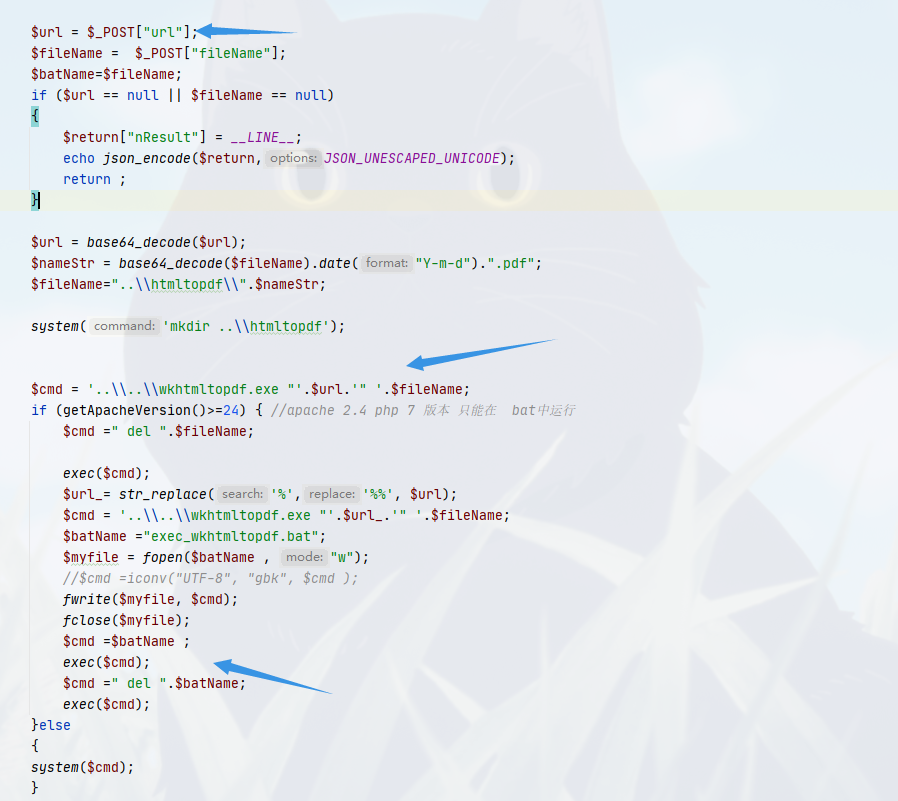 $url = $_POST["url"];
$fileName =  $_POST["fileName"];
$batName=$fileName;
if ($url == null || $fileName == null)
{
    $return["nResult"] = __LINE__;
    echo json_encode($return, options: JSON_UNESCAPED_UNICODE);
    return ;
}
$url = base64_decode($url);
$nameStr = base64_decode($fileName).date( format: "Y-m-d").".pdf";
$fileName="..\\htmltopdf\\".$nameStr;
system( command: 'mkdir ..\\htmltopdf');
$cmd = '..\\..\\wkhtmltopdf.exe "'.$url.'" '.$fileName;
if (getApacheVersion()>=24) { //apache 2.4 php 7 版本 只能在  bat中运行
    $cmd =" del ".$fileName;
    exec($cmd);
    $url_= str_replace( search: '%', replace: '%%', $url);
    $cmd = '..\\..\\wkhtmltopdf.exe "'.$url_.'" '.$fileName;
    $batName ="exec_wkhtmltopdf.bat";
    $myfile = fopen($batName , mode: "w");
    //$cmd =iconv("UTF-8", "gbk", $cmd );
    fwrite($myfile, $cmd);
    fclose($myfile);
    $cmd =$batName ;
    exec($cmd);
    $cmd =" del ".$batName;
    exec($cmd);
}else
{
system($cmd);
}